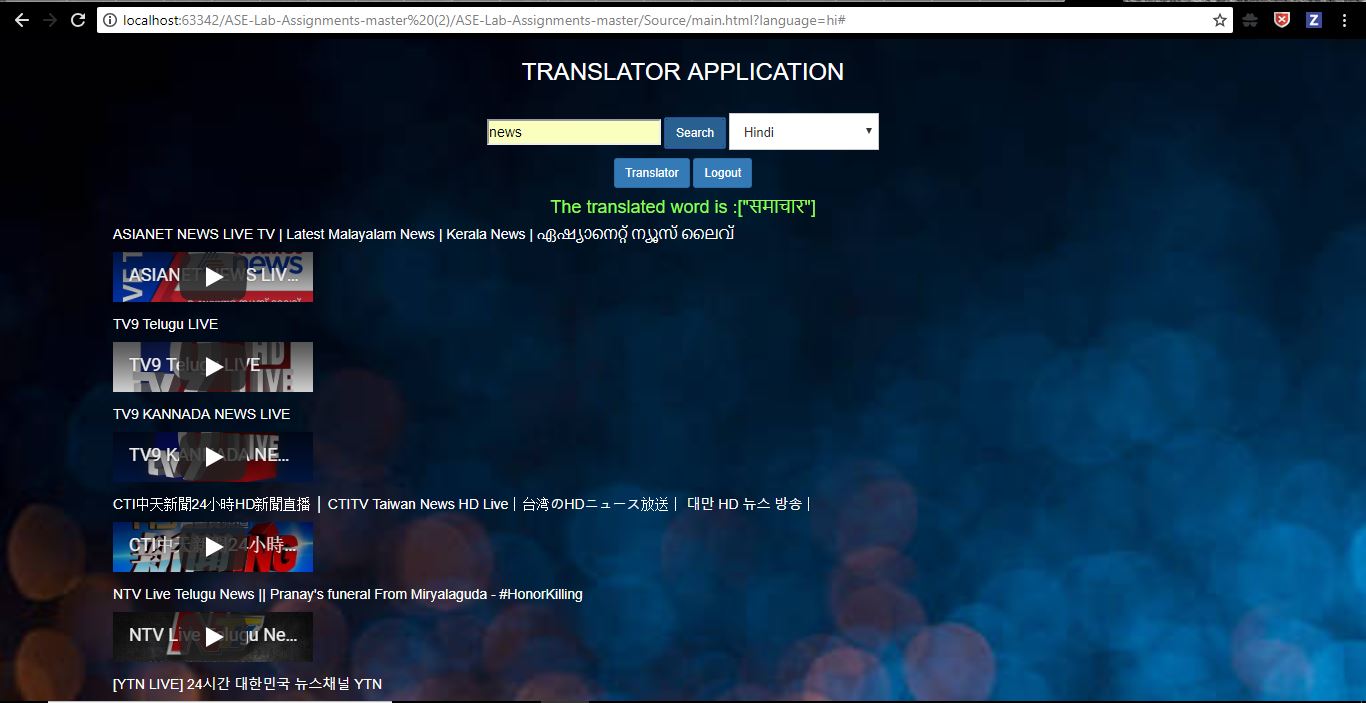 localhost:63342/ASE-Lab-Assignments-master%20(2)/ASE-Lab-Assignments-master/Source/main.html?language=hi#
Z
TRANSLATOR APPLICATION
news Search Hindi
Translator Logout
The translated word is :["समाचार"]
ASIANET NEWS LIVE TV | Latest Malayalam News | Kerala News | ഏഷ്യാനെറ്റ് ന്യൂസ് ലൈവ്
news
ASIANET NEWS LIV...
TV9 Telugu LIVE
HD
TV9 Telugu LIVE
LIVE
TV9 KANNADA NEWS LIVE
LIVE
TV9 KANNADA NE...
CTI中天新聞24小時HD新聞直播 │ CTITV Taiwan News HD Live｜台湾のHDニュース放送｜ 대만 HD 뉴스 방송｜
CTI中天新聞24小時...
NTV Live Telugu News || Pranay's funeral From Miryalaguda - #HonorKilling
NTV Live Telugu Ne...
[YTN LIVE] 24시간 대한민국 뉴스채널 YTN